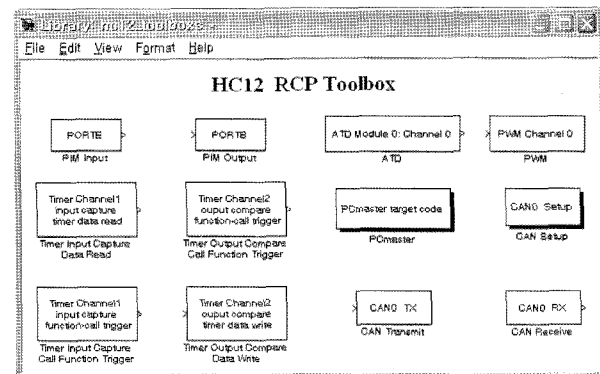 Library:
File Edit View Format Help
HC12 RCP Toolbox
PORTE
PIM Input
PORTB
PIM Output
ATD Module 0: Channel 0
ATD
PWM Channel 0
PWM
Timer Channel1
input capture
timer data read
Timer Input Capture
Data Read
Timer Channel2
ouput compare
function-call trigger
Timer Output Compare
Call Function Trigger
PCmaster target code
PCmaster
CAN0 Setup
CAN Setup
Timer Channel1
input capture
function-call trigger
Timer Input Capture
Call Function Trigger
Timer Channel2
ouput compare
timer data write
Timer Output Compare
Data Write
CAN0 TX
CAN Transmit
CAN0 RX
CAN Receive